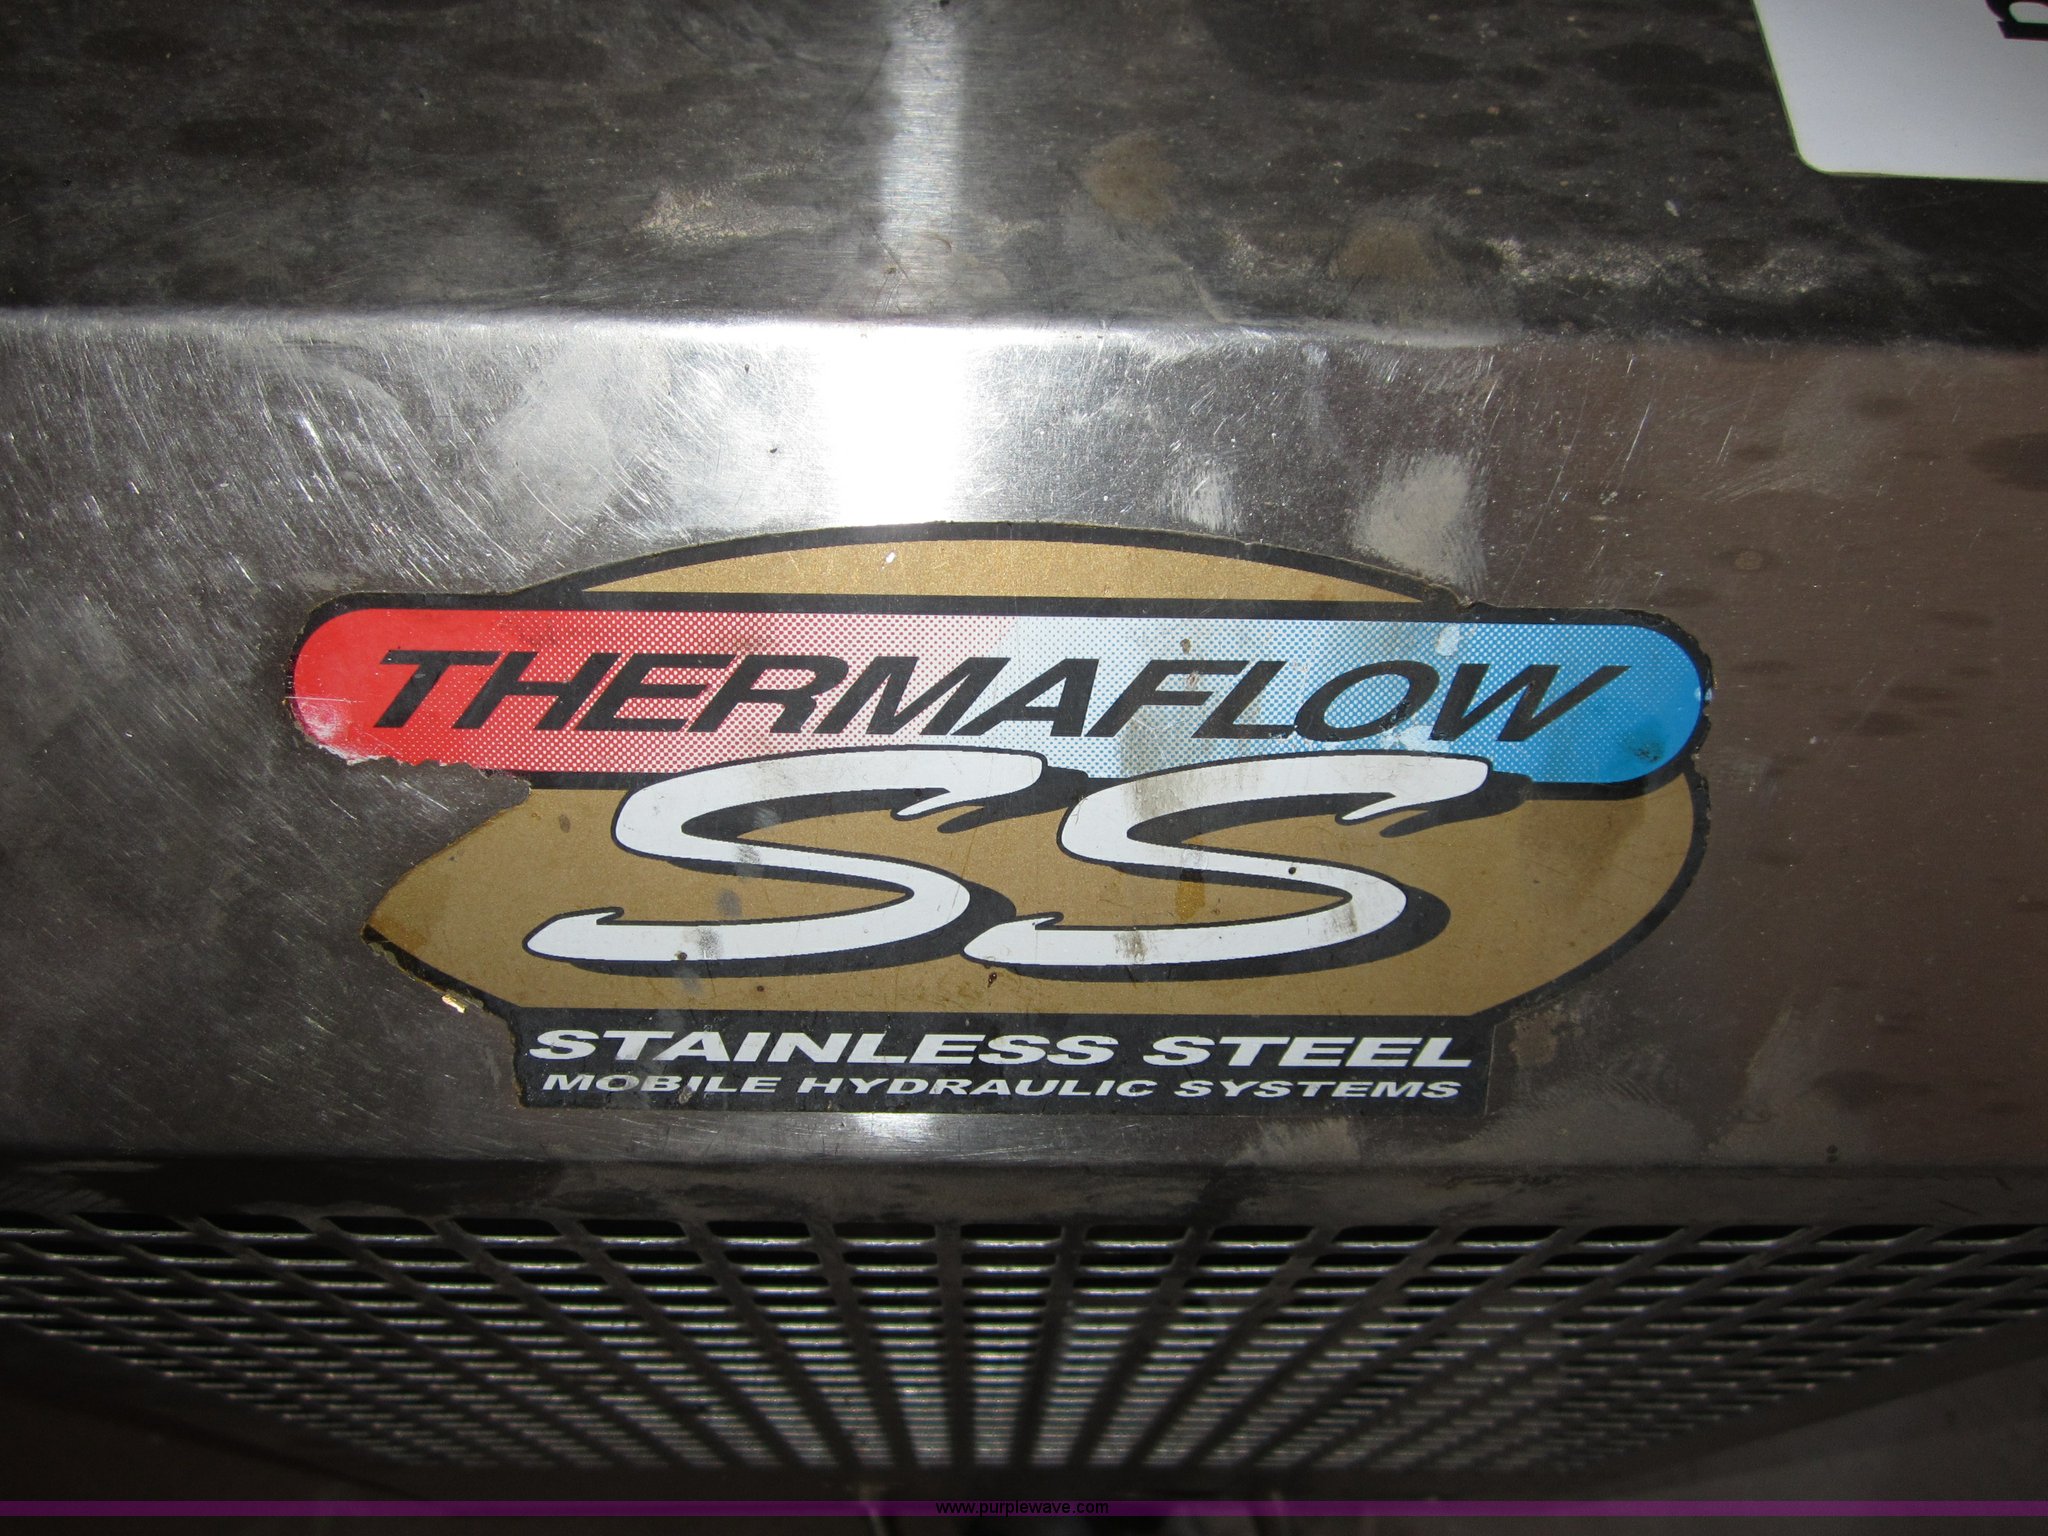 THERMAFLOW
SS
STAINLESS STEEL
MOBILE HYDRAULIC SYSTEMS
www.purplewave.com